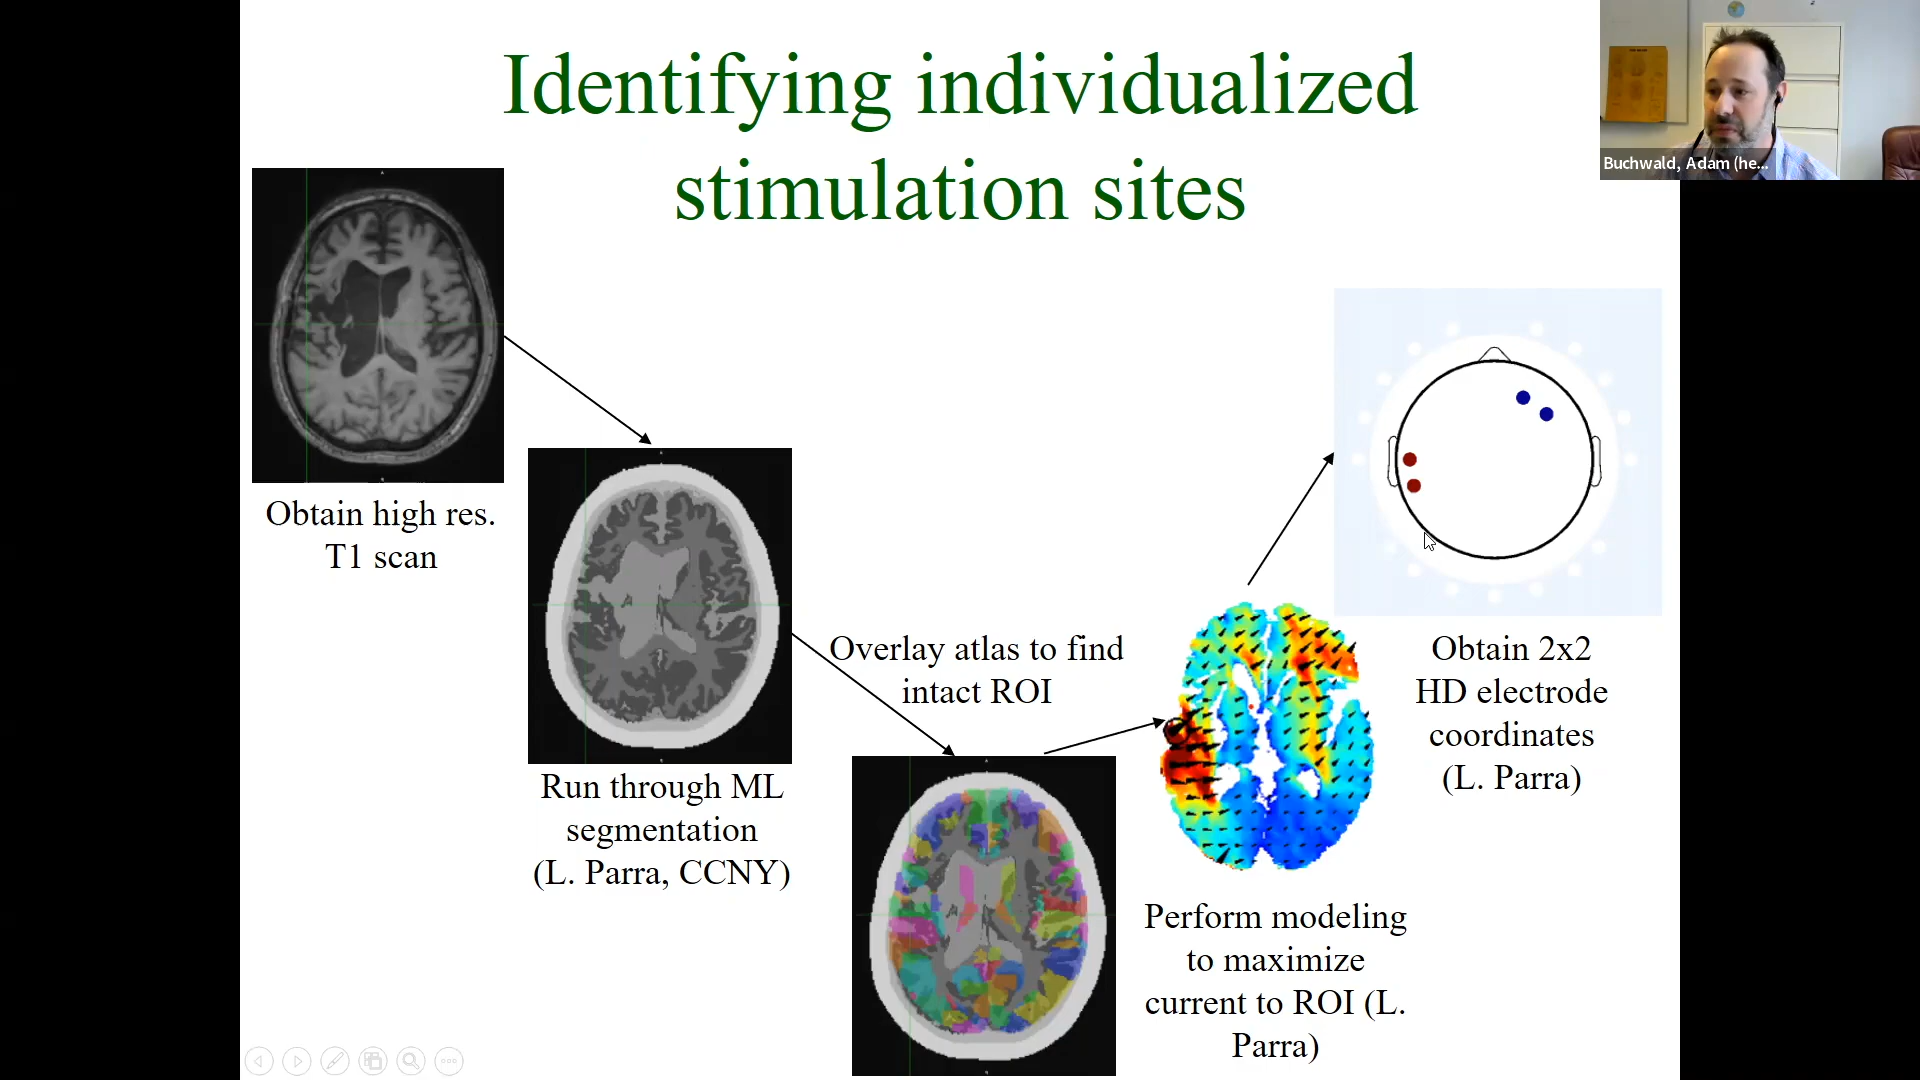 Identifying individualized
stimulation sites
Buchwald, Adam (he...
Obtain high res.
T1 scan
Run through ML
segmentation
(L. Parra, CCNY)
Overlay atlas to find
intact ROI
Perform modeling
to maximize
current to ROI (L.
Parra)
Obtain 2x2
HD electrode
coordinates
(L. Parra)